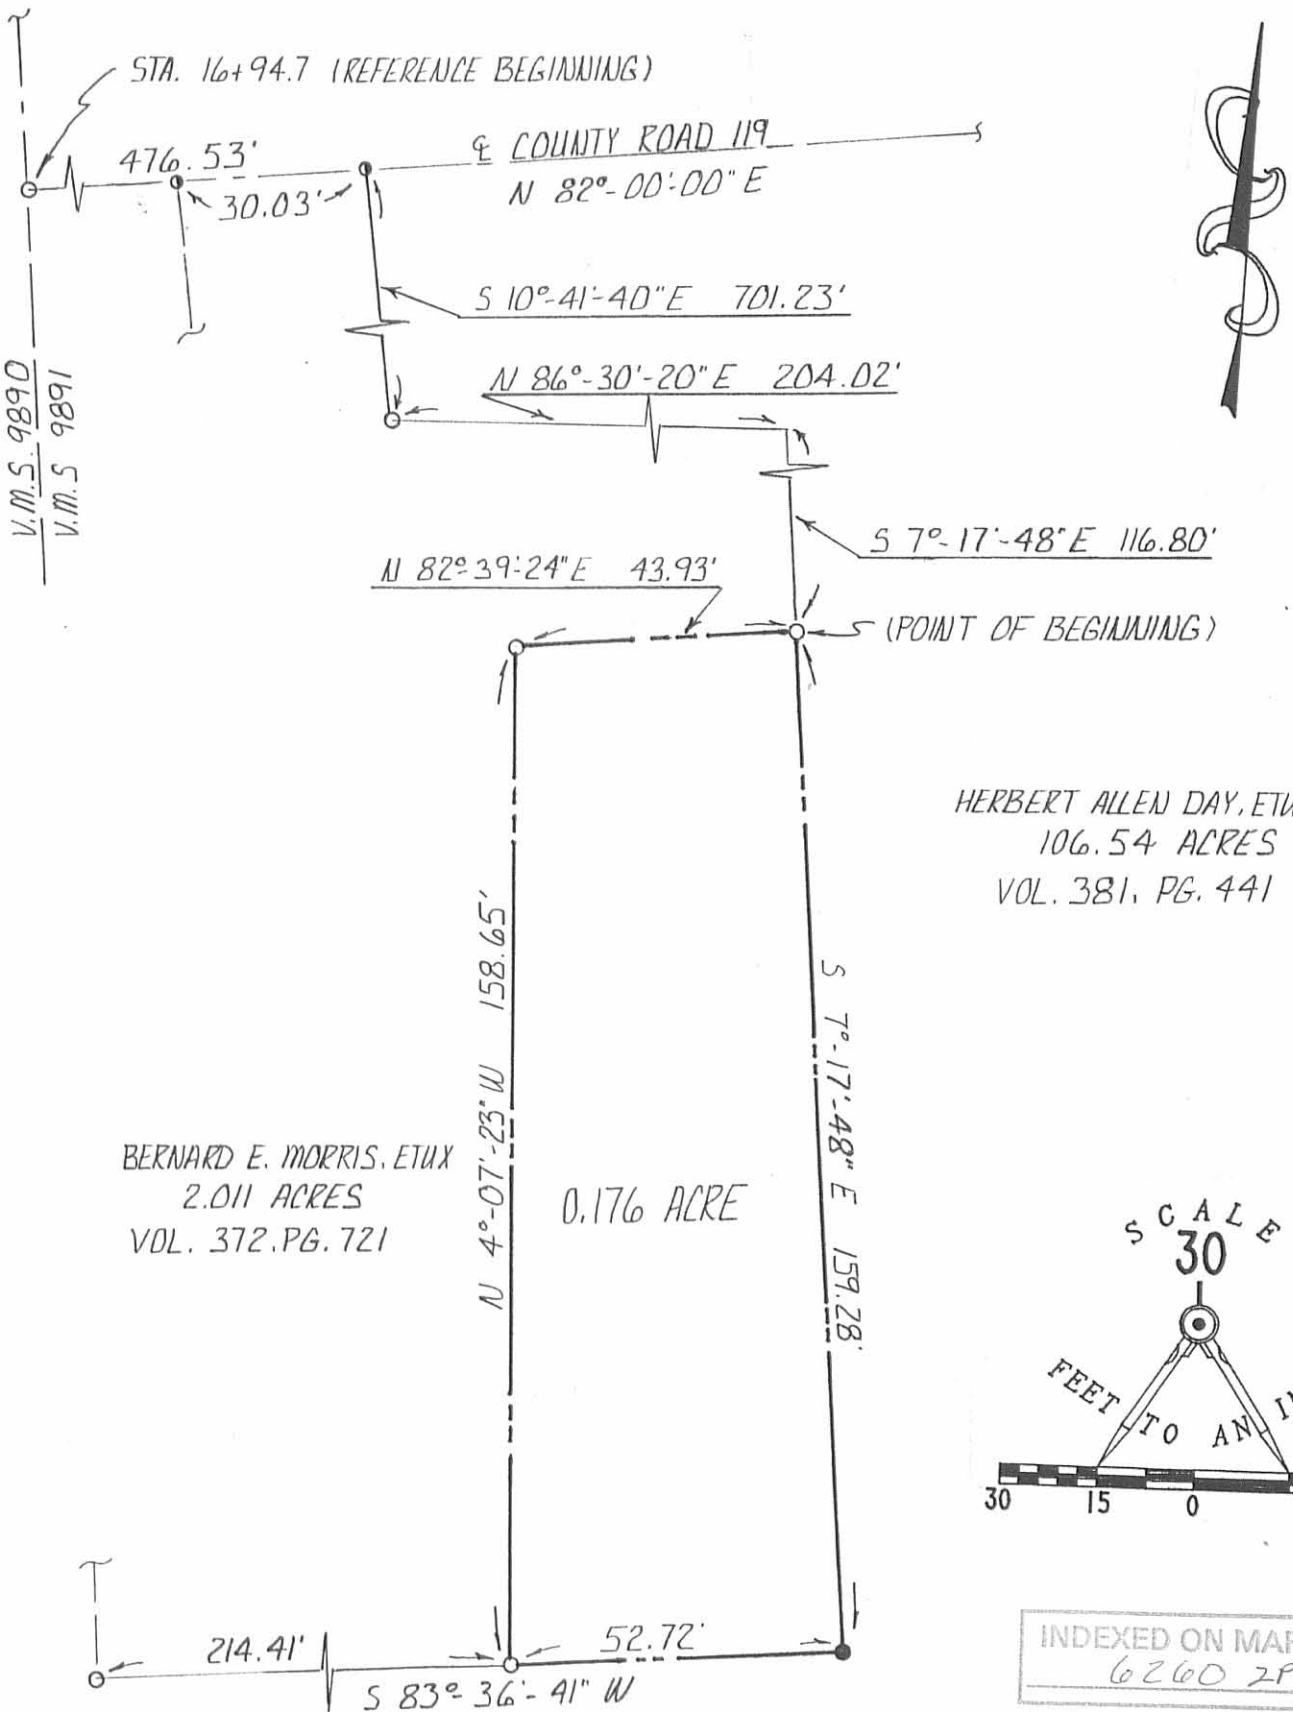 STA. 16+94.7 (REFERENCE BEGINNING)
476.53'
℄ COUNTY ROAD 119
N 82°-00'-00" E
30.03'
S 10°-41'-40" E 701.23'
N 86°-30'-20" E 204.02'
V.M.S. 9890
V.M.S 9891
S 7°-17'-48" E 116.80'
N 82°-39'-24" E 43.93'
(POINT OF BEGINNING)
HERBERT ALLEN DAY, ETU
106.54 ACRES
VOL. 381, PG. 441
N 4°-07'-23" W 158.65'
S 7°-17'-48" E 159.28'
BERNARD E. MORRIS, ETUX
2.011 ACRES
VOL. 372, PG. 721
0.176 ACRE
SCALE
30
FEET TO AN I
30 15 0
214.41'
52.72'
S 83°-36'-41" W
INDEXED ON MAP
6260 2P